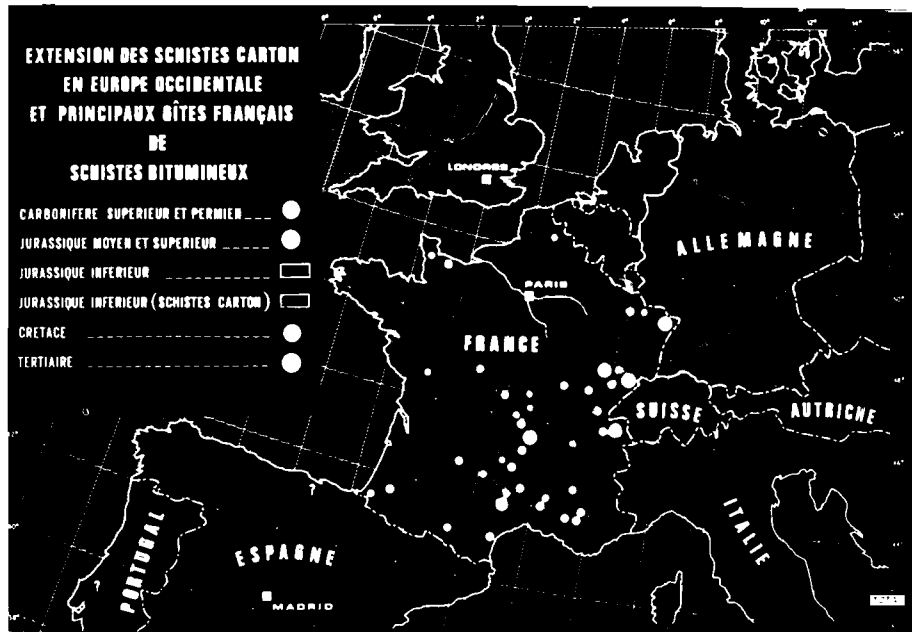 EXTENSION DES SCHISTES CARTON
EN EUROPE OCCIDENTALE
ET PRINCIPAUX GÎTES FRANÇAIS
DE
SCHISTES BITUMINEUX
CARBONIFERE SUPERIEUR ET PERMIEN
JURASSIQUE MOYEN ET SUPERIEUR
JURASSIQUE INFERIEUR
JURASSIQUE INFERIEUR (SCHISTES CARTON)
CRETACE
TERTIAIRE
LONDRES
ALLEMAGNE
PARIS
FRANCE
SUISSE
AUTRICHE
ITALIE
?
ESPAGNE
PORTUGAL
?
MADRID